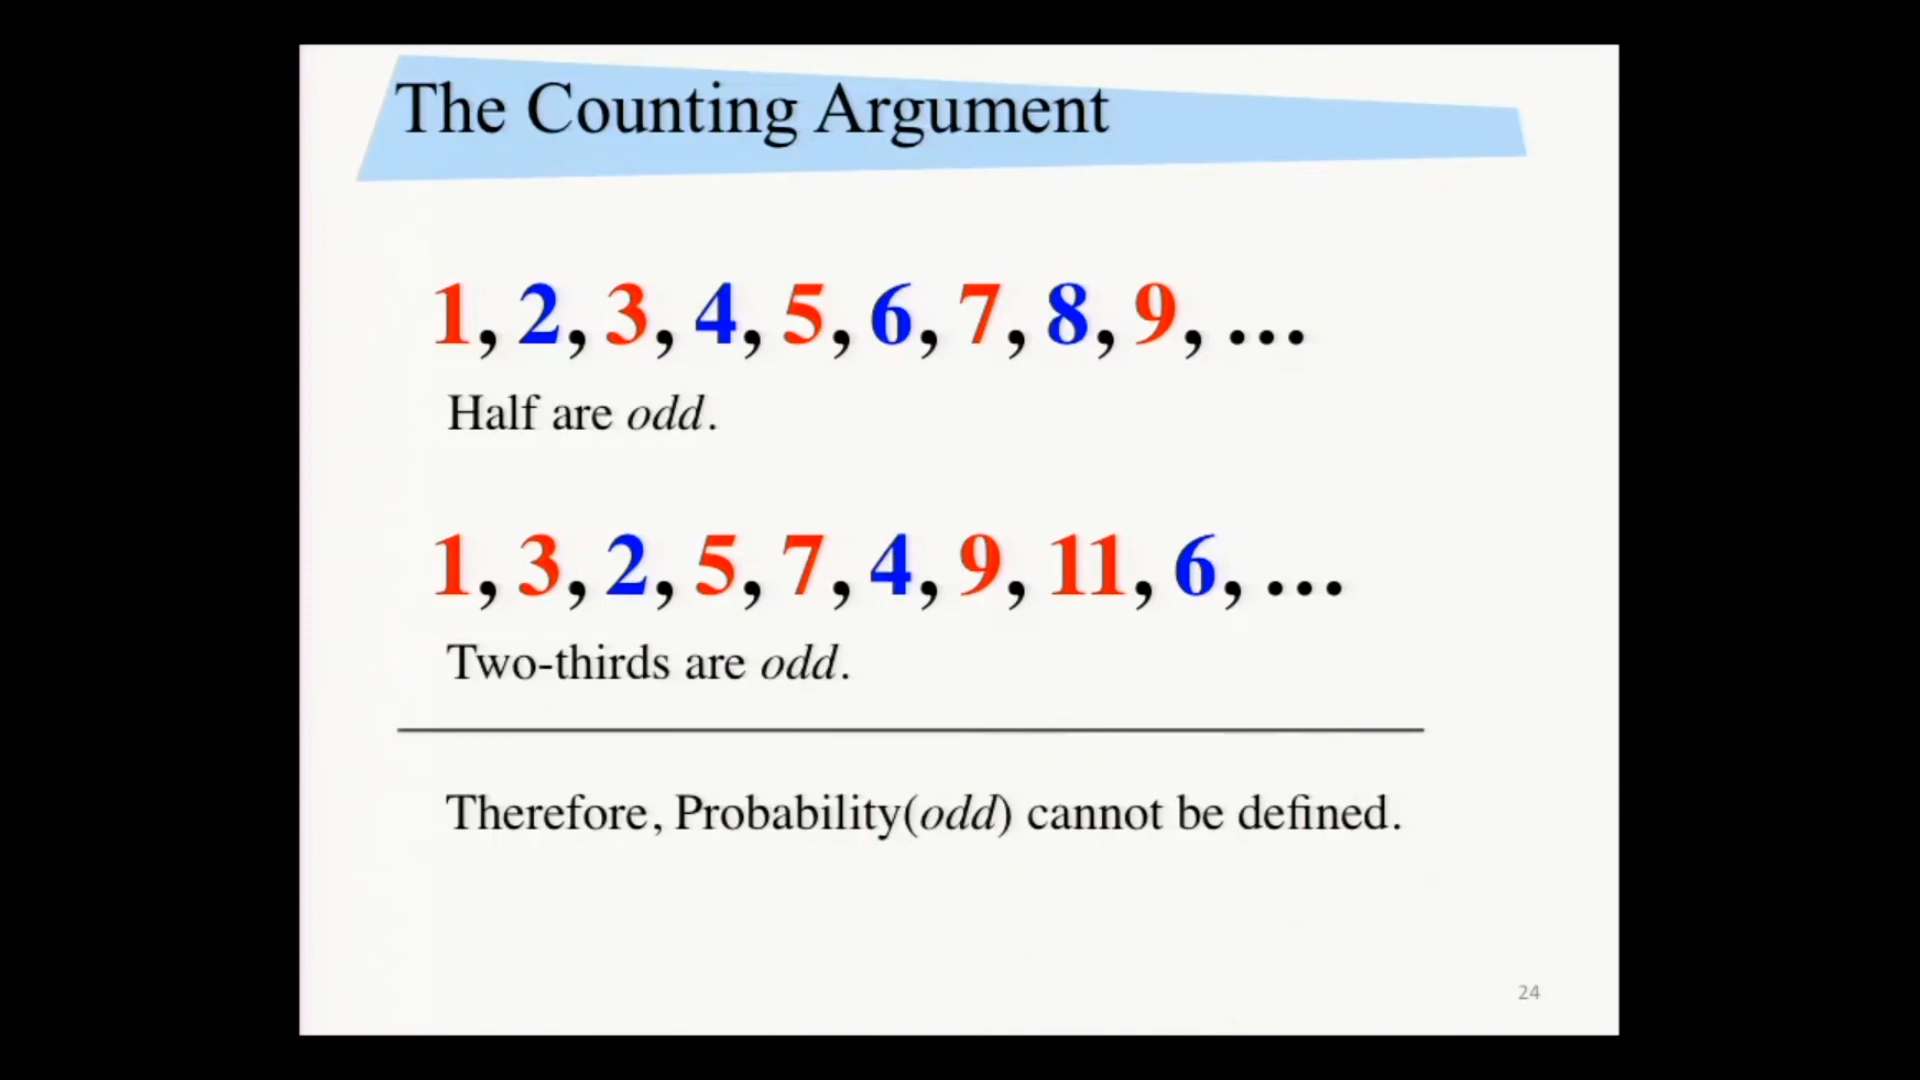 The Counting Argument
1, 2, 3, 4, 5, 6, 7, 8, 9, …
Half are odd.
1, 3, 2, 5, 7, 4, 9, 11, 6, …
Two-thirds are odd.
Therefore, Probability(odd) cannot be defined.
24